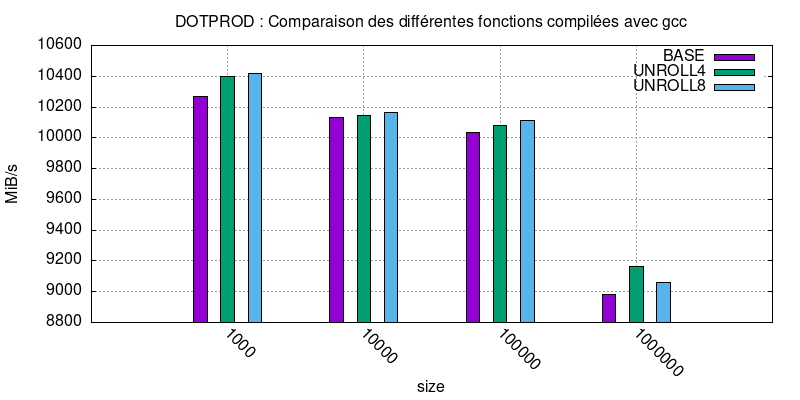 DOTPROD : Comparaison des différentes fonctions compilées avec gcc
10600
10400
10200
10000
9800
9600
9400
9200
9000
8800
MiB/s
BASE
UNROLL4
UNROLL8
1000
10000
100000
1000000
size